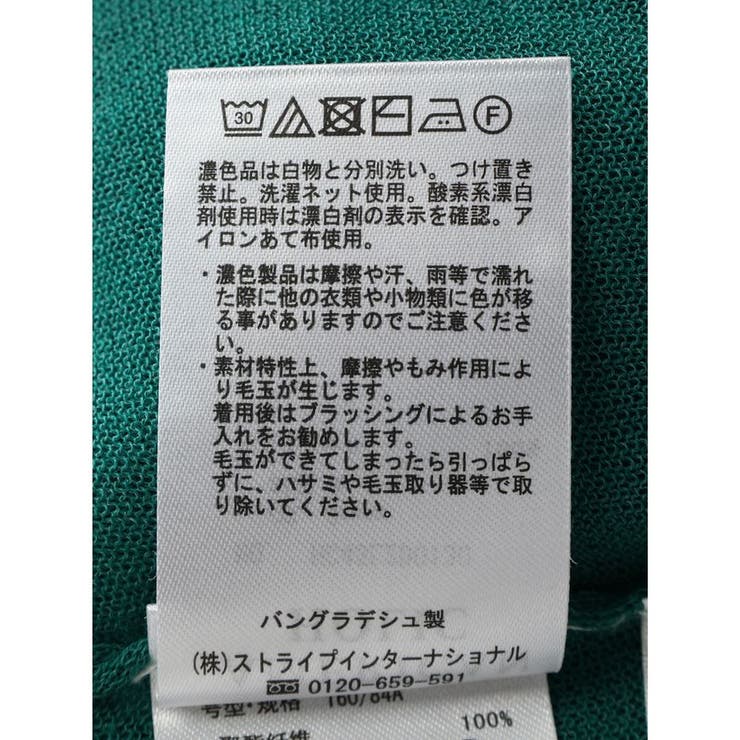 30
F
濃色品は白物と分別洗い。つけ置き
禁止。洗濯ネット使用。酸素系漂白
剤使用時は漂白剤の表示を確認。ア
イロンあて布使用。
・濃色製品は摩擦や汗、雨等で濡れ
た際に他の衣類や小物類に色が移
る事がありますのでご注意くださ
い。
・素材特性上、摩擦やもみ作用によ
り毛玉が生じます。
着用後はブラッシングによるお手
入れをお勧めします。
毛玉ができてしまったら引っぱら
ずに、ハサミや毛玉取り器等で取
り除いてください。
バングラデシュ製
(株)ストライプインターナショナル
0120-659-591
号型・规格 160/84A
100%